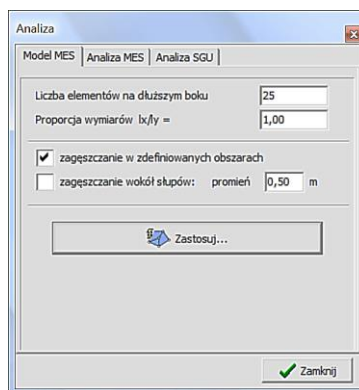 Analiza
Model MES Analiza MES Analiza SGU
Liczba elementów na dłuższym boku 25
Proporcja wymiarów lx/ly = 1,00
zagęszczanie w zdefiniowanych obszarach
zagęszczanie wokół słupów: promień 0,50 m
Zastosuj...
Zamknij